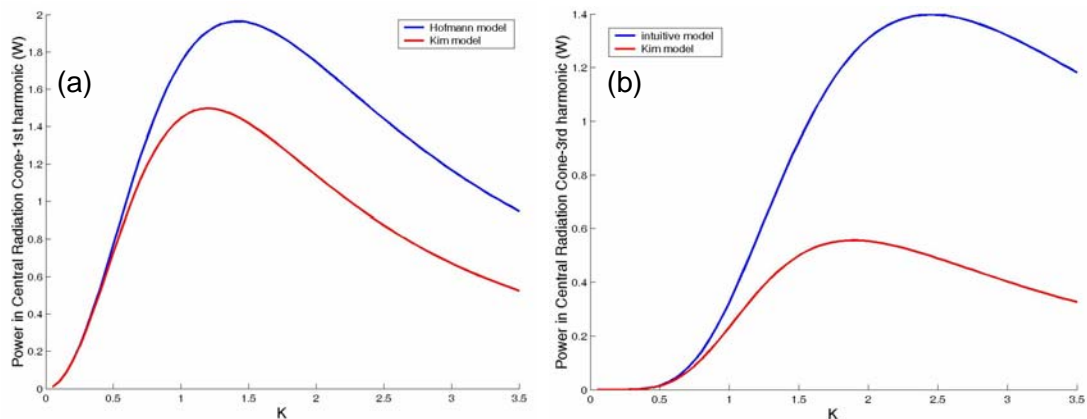 (a)
Power in Central Radiation Cone-1st harmonic (W)
2
1.8
1.6
1.4
1.2
1
0.8
0.6
0.4
0.2
0
0 0.5 1 1.5 2 2.5 3 3.5
K
Hofmann model
Kim model
(b)
Power in Central Radiation Cone-3rd harmonic (W)
1.4
1.2
1
0.8
0.6
0.4
0.2
0
0 0.5 1 1.5 2 2.5 3 3.5
K
intuitive model
Kim model